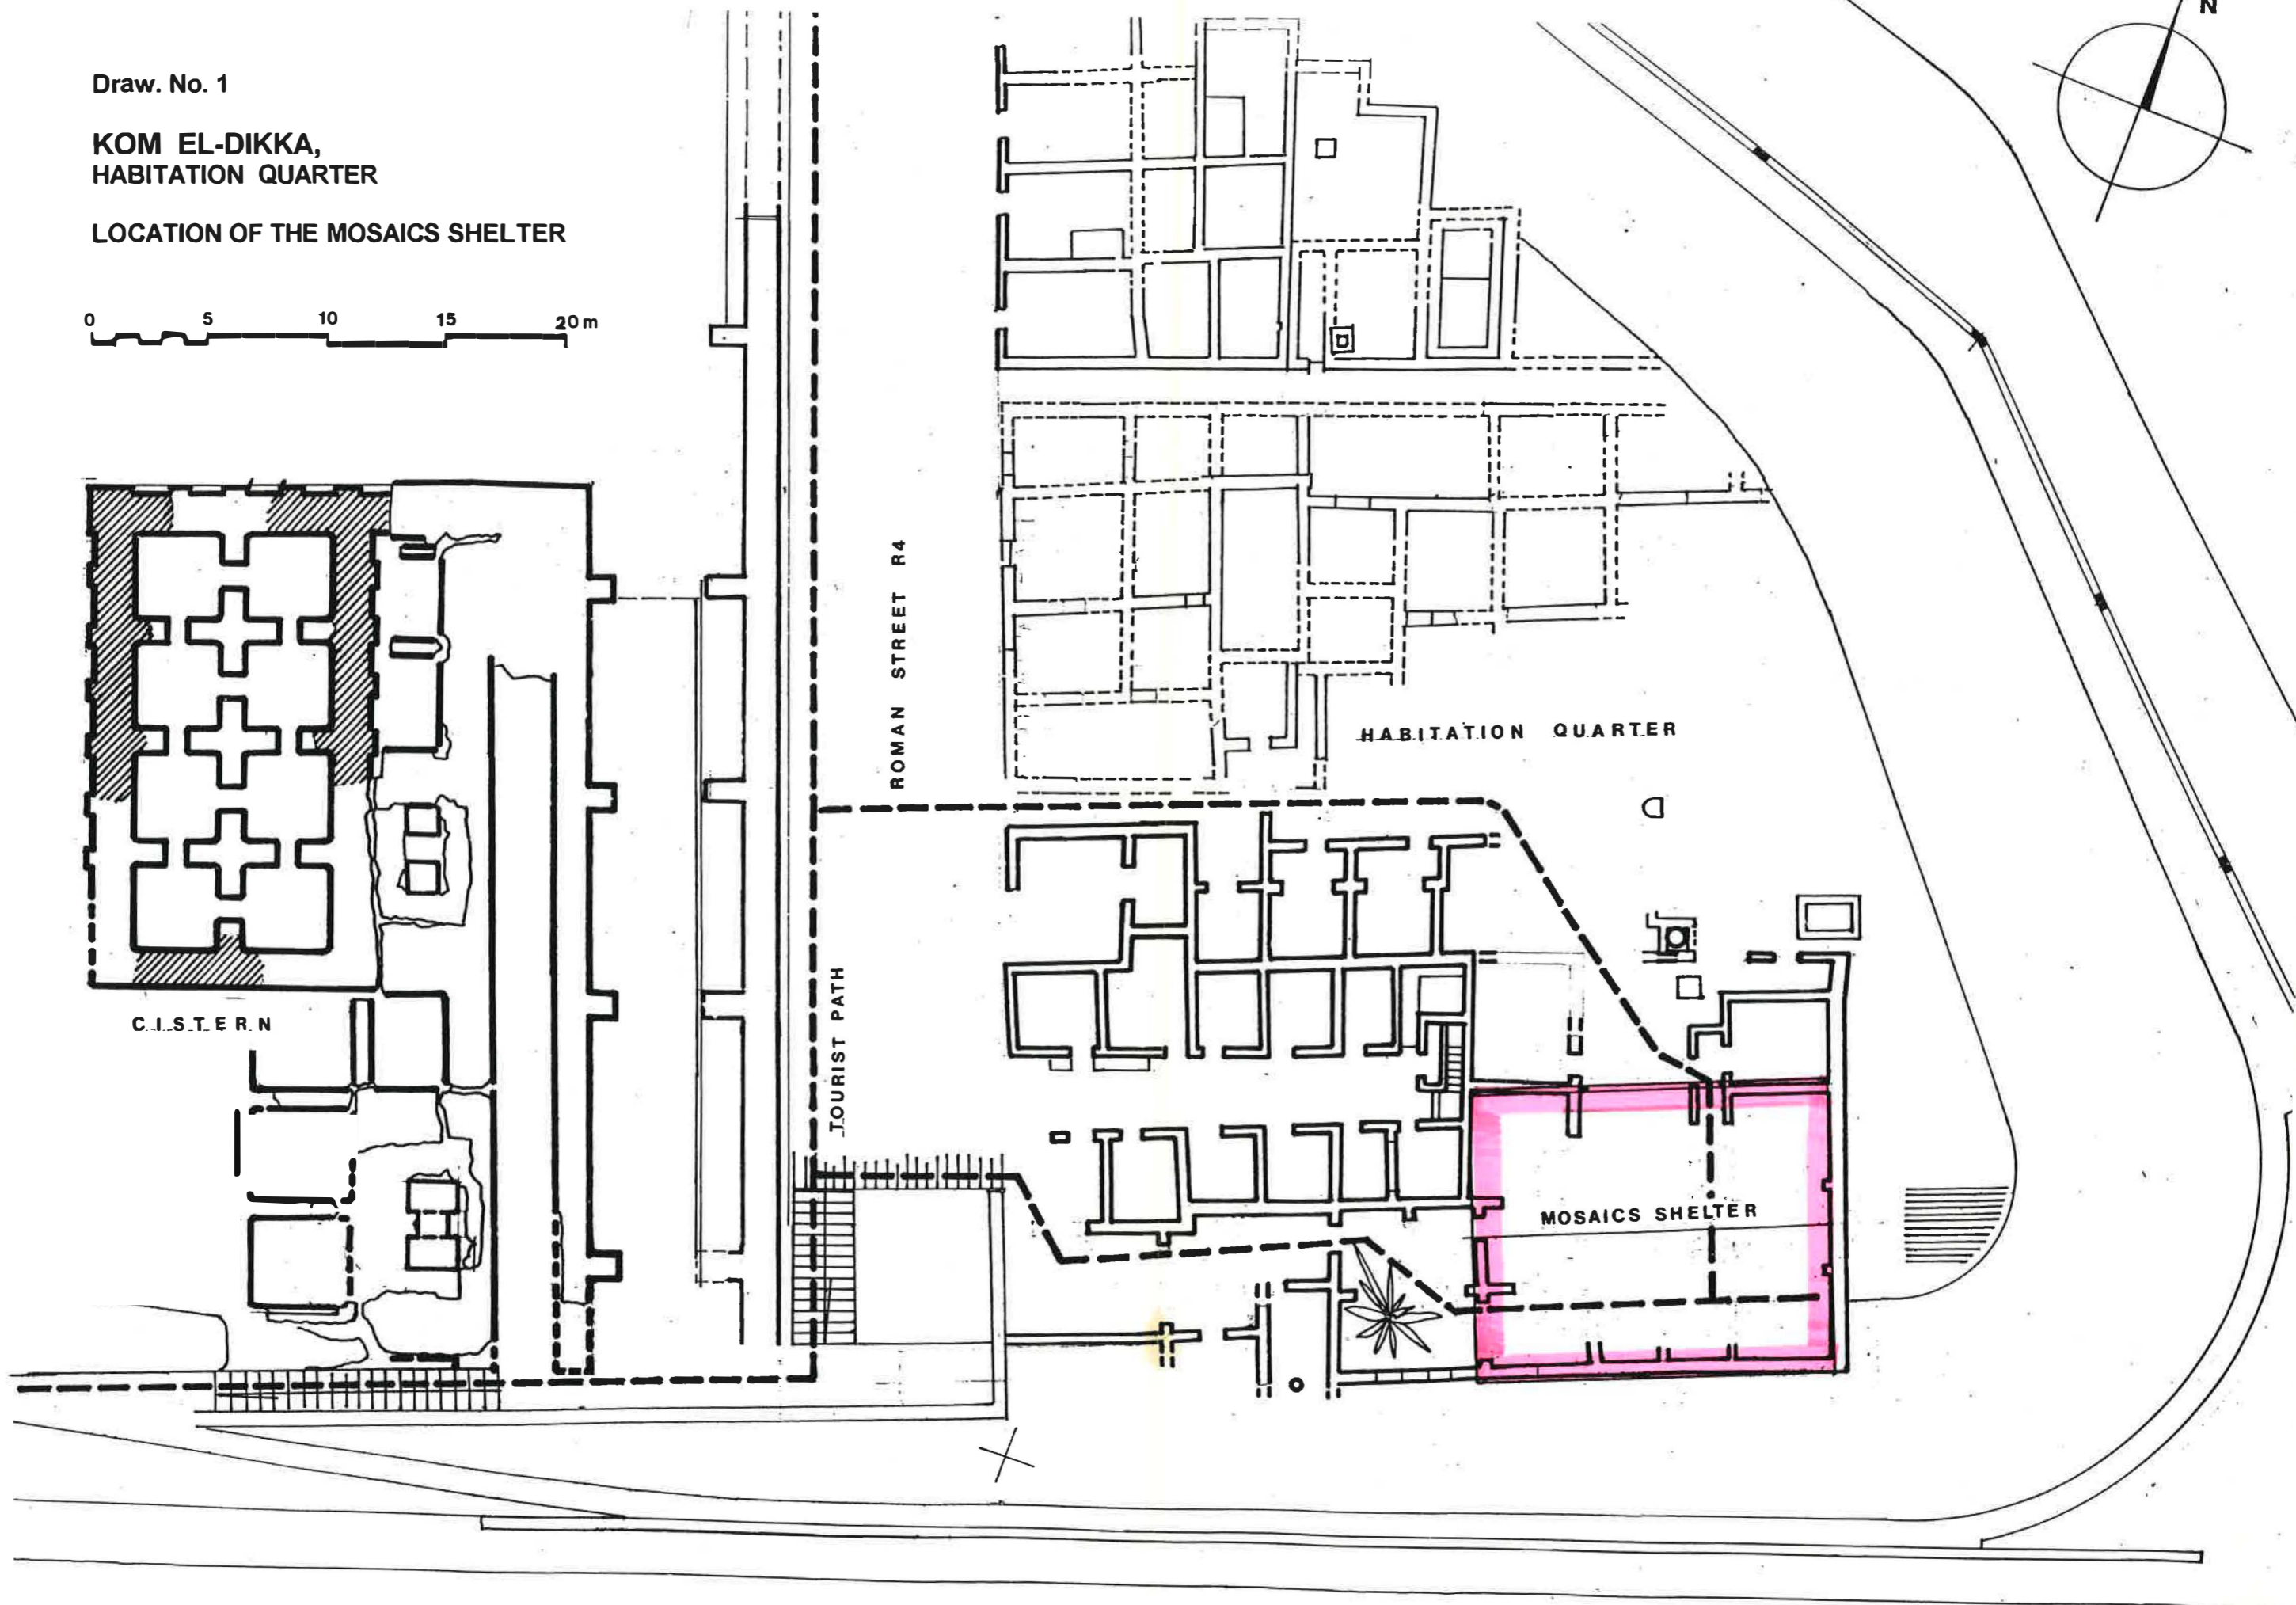 N
Draw. No. 1
KOM EL-DIKKA,
HABITATION QUARTER
LOCATION OF THE MOSAICS SHELTER
0 5 10 15 20 m
ROMAN STREET R4
HABITATION QUARTER
TOURIST PATH
CISTERN
MOSAICS SHELTER